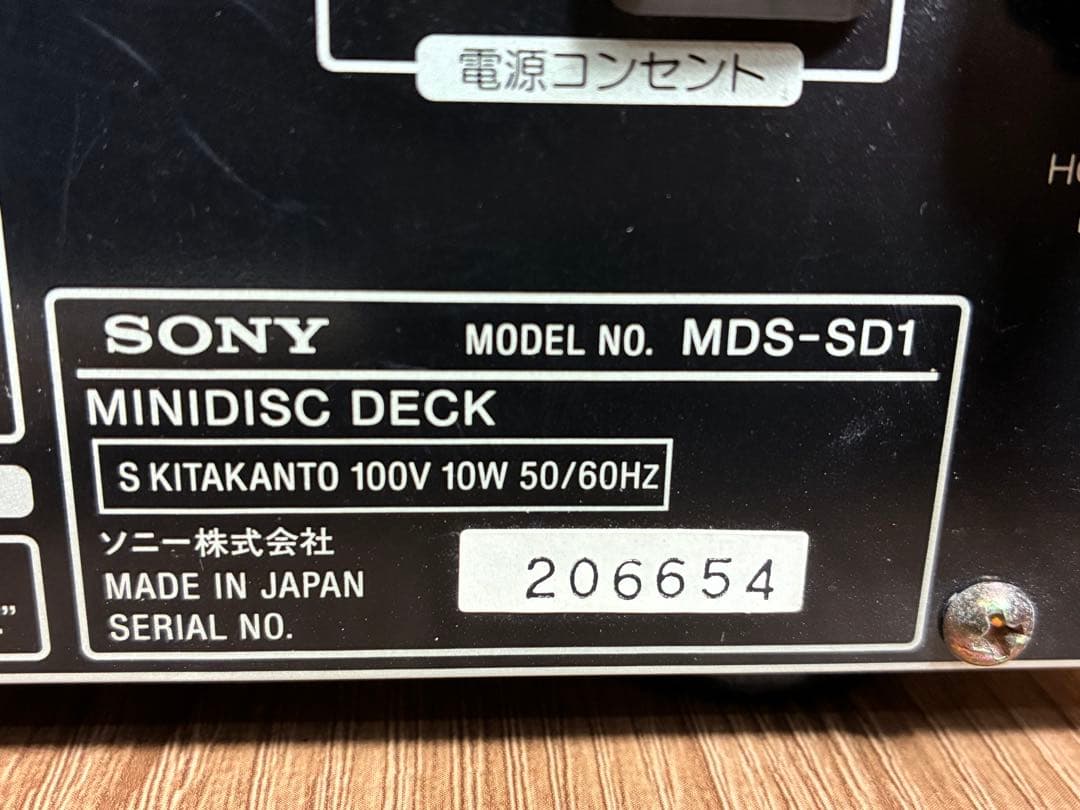 電源コンセント
SONY MODEL NO. MDS-SD1
MINIDISC DECK
S KITAKANTO 100V 10W 50/60Hz
ソニー株式会社
MADE IN JAPAN
SERIAL NO. 206654